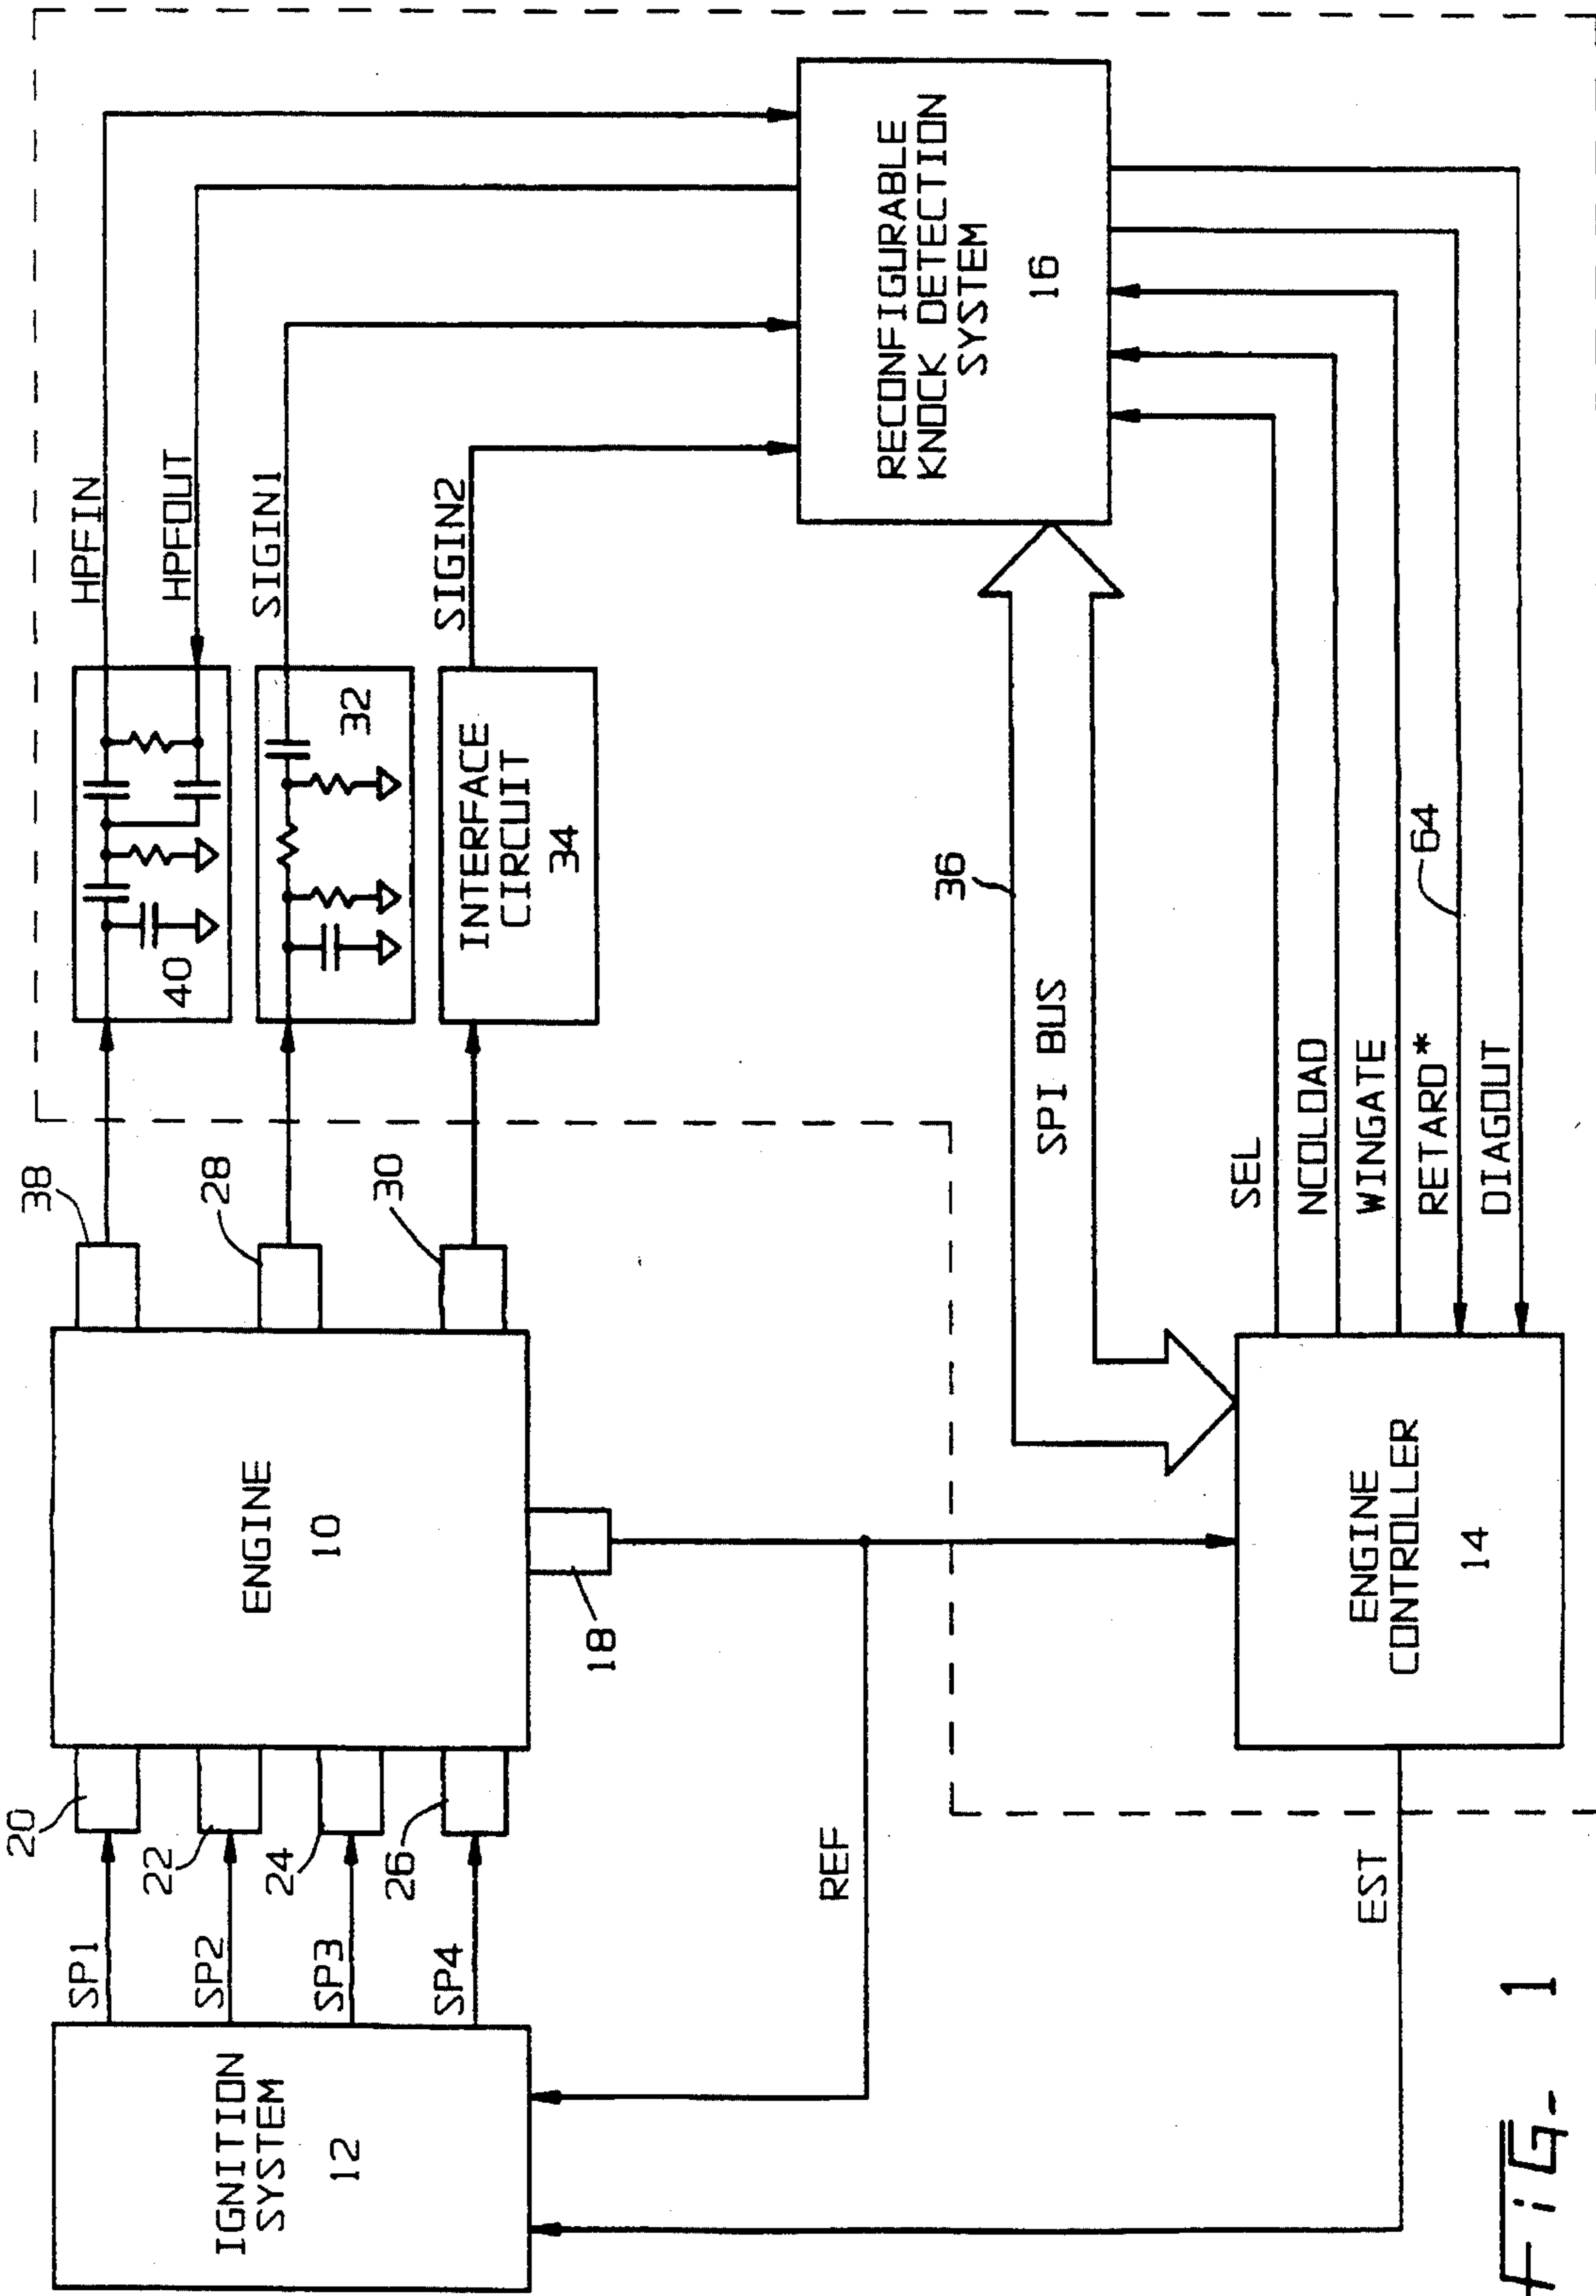 IGNITION
SYSTEM
12
SP1
SP2
SP3
SP4
20
22
24
26
ENGINE
10
18
38
28
30
40
32
INTERFACE
CIRCUIT
34
HPFIN
HPFOUT
SIGIN1
SIGIN2
RECONFIGURABLE
KNOCK DETECTION
SYSTEM
16
REF
EST
36
SPI BUS
ENGINE
CONTROLLER
14
SEL
NCOLOAD
WINGATE
RETARD*
64
DIAGOUT
FIG- 1